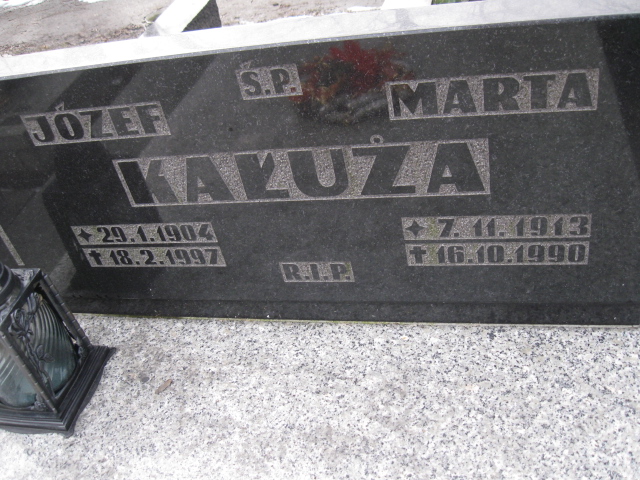 Ś.P.
JÓZEF MARTA
KAŁUŻA
✦ 29.1.1904 ✦ 7.11.1913
✝ 18.2.1997 ✝ 16.10.1990
R.I.P.